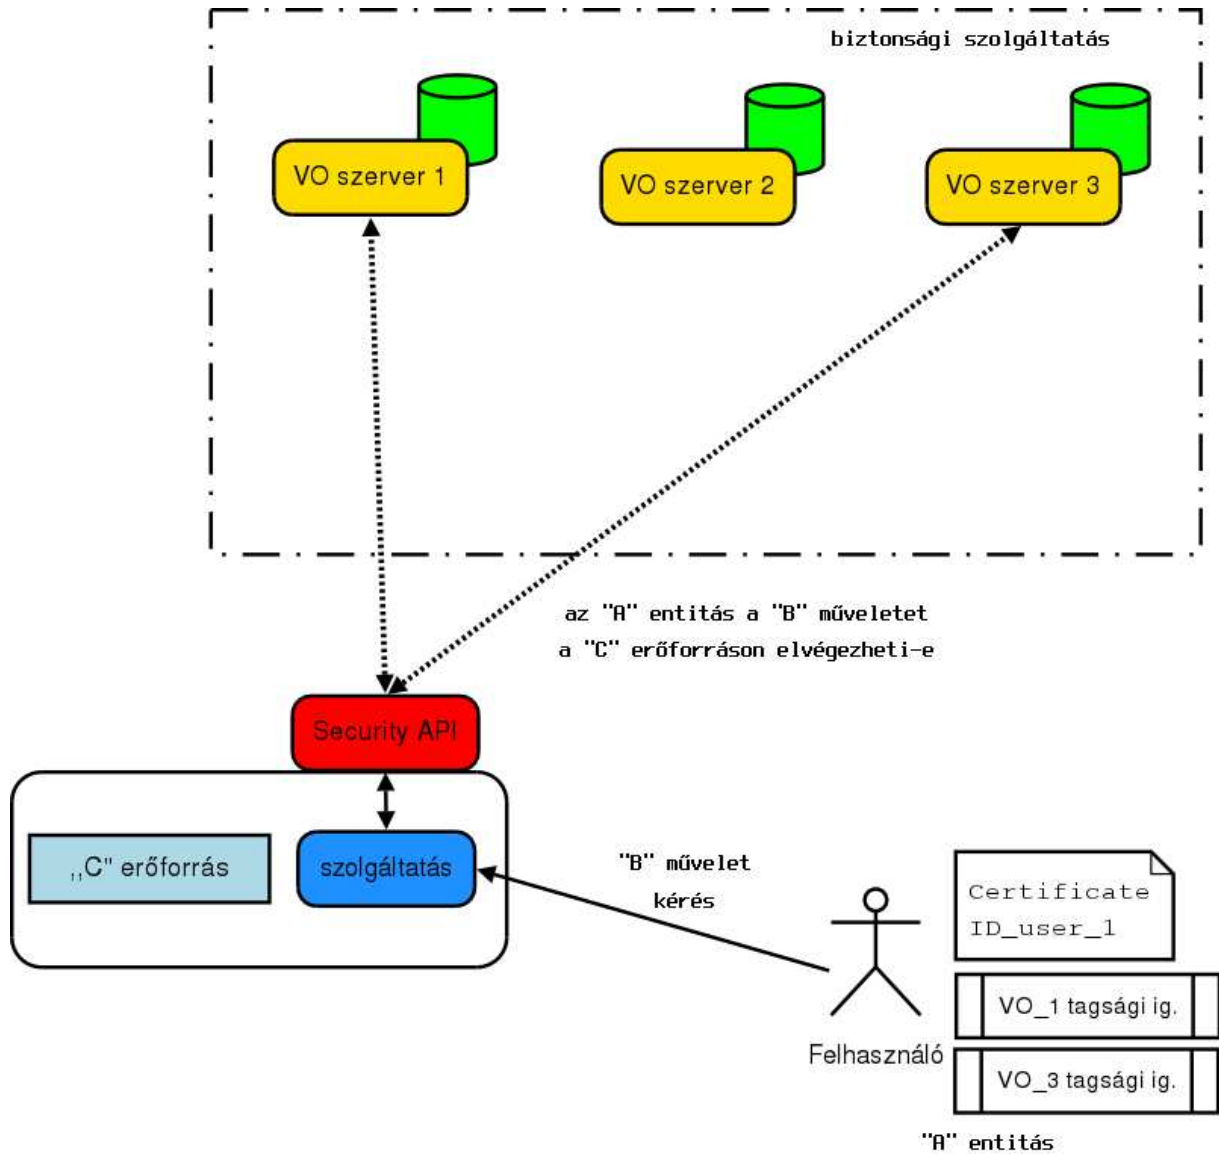 biztonsági szolgáltatás
VO szerver 1
VO szerver 2
VO szerver 3
az "A" entitás a "B" műveletet
a "C" erőforráson elvégezheti-e
Security API
,,C" erőforrás
szolgáltatás
"B" művelet
kérés
Certificate
ID_user_1
VO_1 tagsági ig.
Felhasználó
VO_3 tagsági ig.
"A" entitás